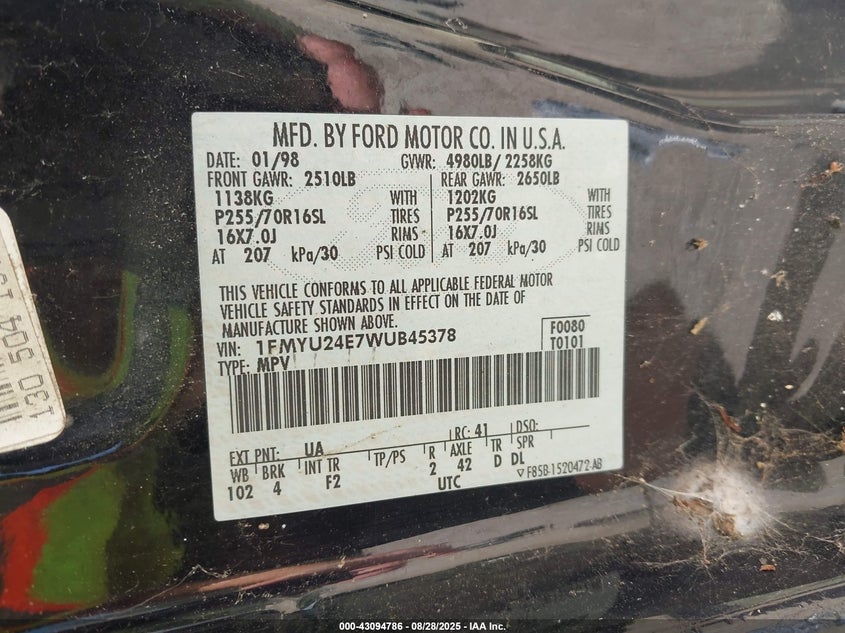 MFD. BY FORD MOTOR CO. IN U.S.A.
DATE: 01/98 GVWR: 4980LB/ 2258KG
FRONT GAWR: 2510LB REAR GAWR: 2650LB
1138KG WITH 1202KG WITH
P255/70R16SL TIRES P255/70R16SL TIRES
16X7.0J RIMS 16X7.0J RIMS
AT 207 kPa/30 PSI COLD AT 207 kPa/30 PSI COLD
THIS VEHICLE CONFORMS TO ALL APPLICABLE FEDERAL MOTOR
VEHICLE SAFETY STANDARDS IN EFFECT ON THE DATE OF
MANUFACTURE SHOWN ABOVE.
VIN: 1FMYU24E7WUB45378 F0080
TYPE: MPV T0101
EXT PNT: UA RC: 41 DSO:
WB BRK INT TR TP/PS R AXLE TR SPR
102 4 F2 2 42 D DL
UTC ▽F85B-1520472-AB
130 504 15
000-43094786 - 08/28/2025 - IAA Inc.